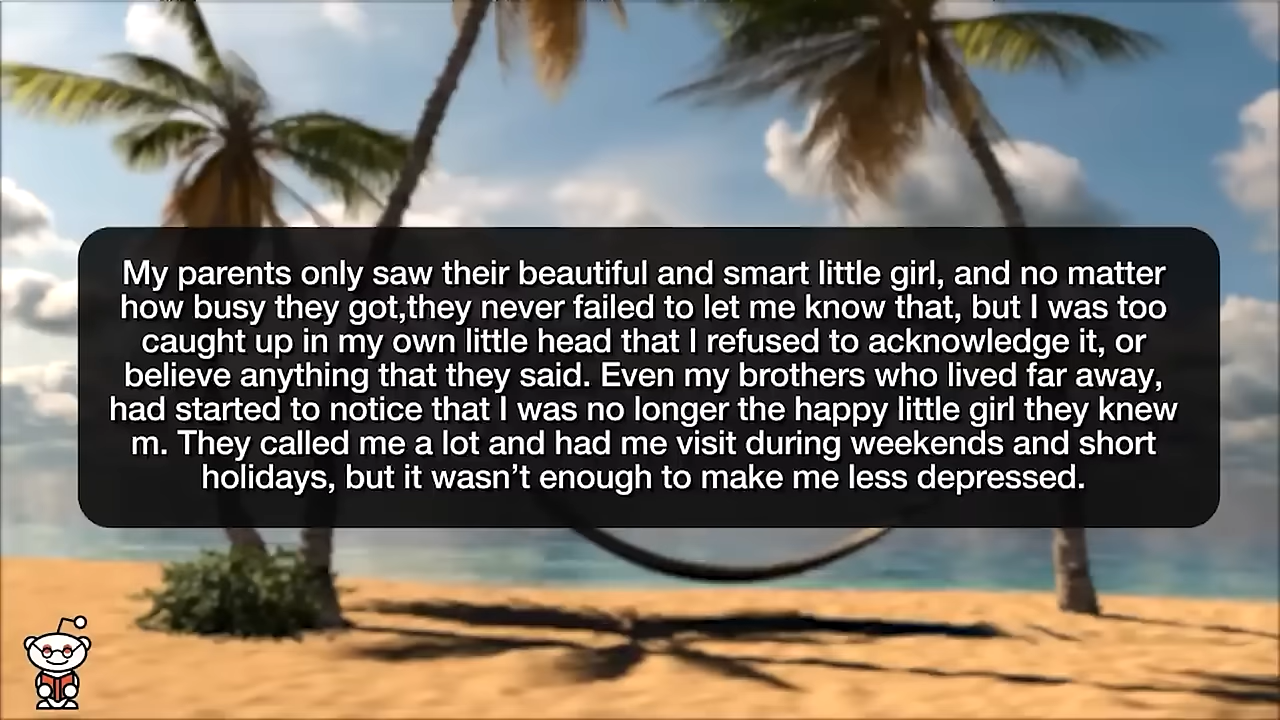 My parents only saw their beautiful and smart little girl, and no matter
how busy they got,they never failed to let me know that, but I was too
caught up in my own little head that I refused to acknowledge it, or
believe anything that they said. Even my brothers who lived far away,
had started to notice that I was no longer the happy little girl they knew
m. They called me a lot and had me visit during weekends and short
holidays, but it wasn’t enough to make me less depressed.